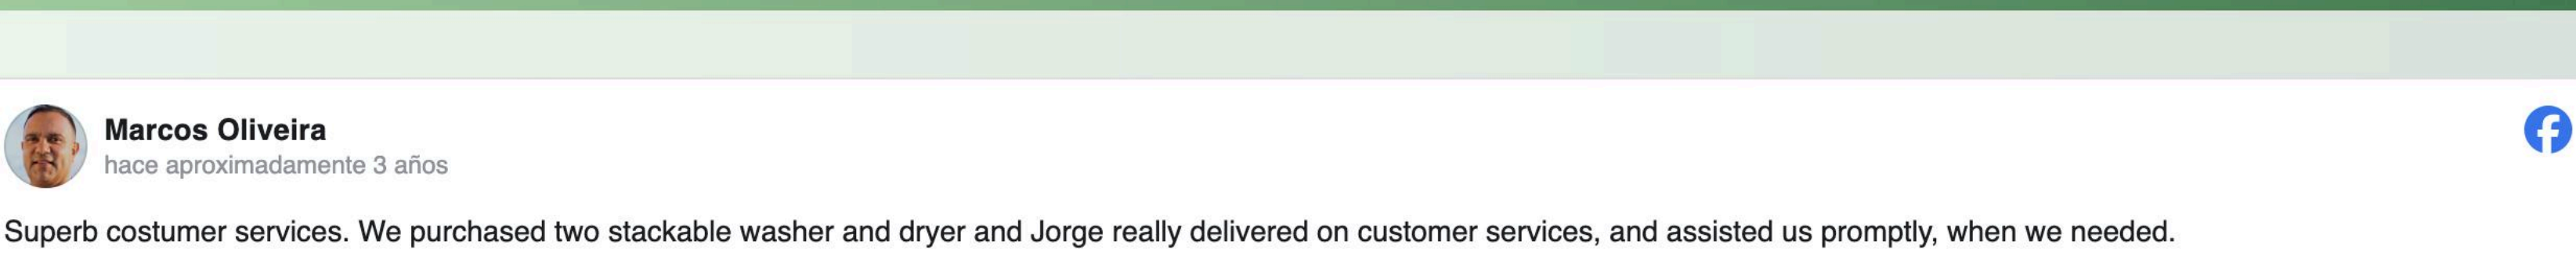 Marcos Oliveira
hace aproximadamente 3 años
Superb costumer services. We purchased two stackable washer and dryer and Jorge really delivered on customer services, and assisted us promptly, when we needed.